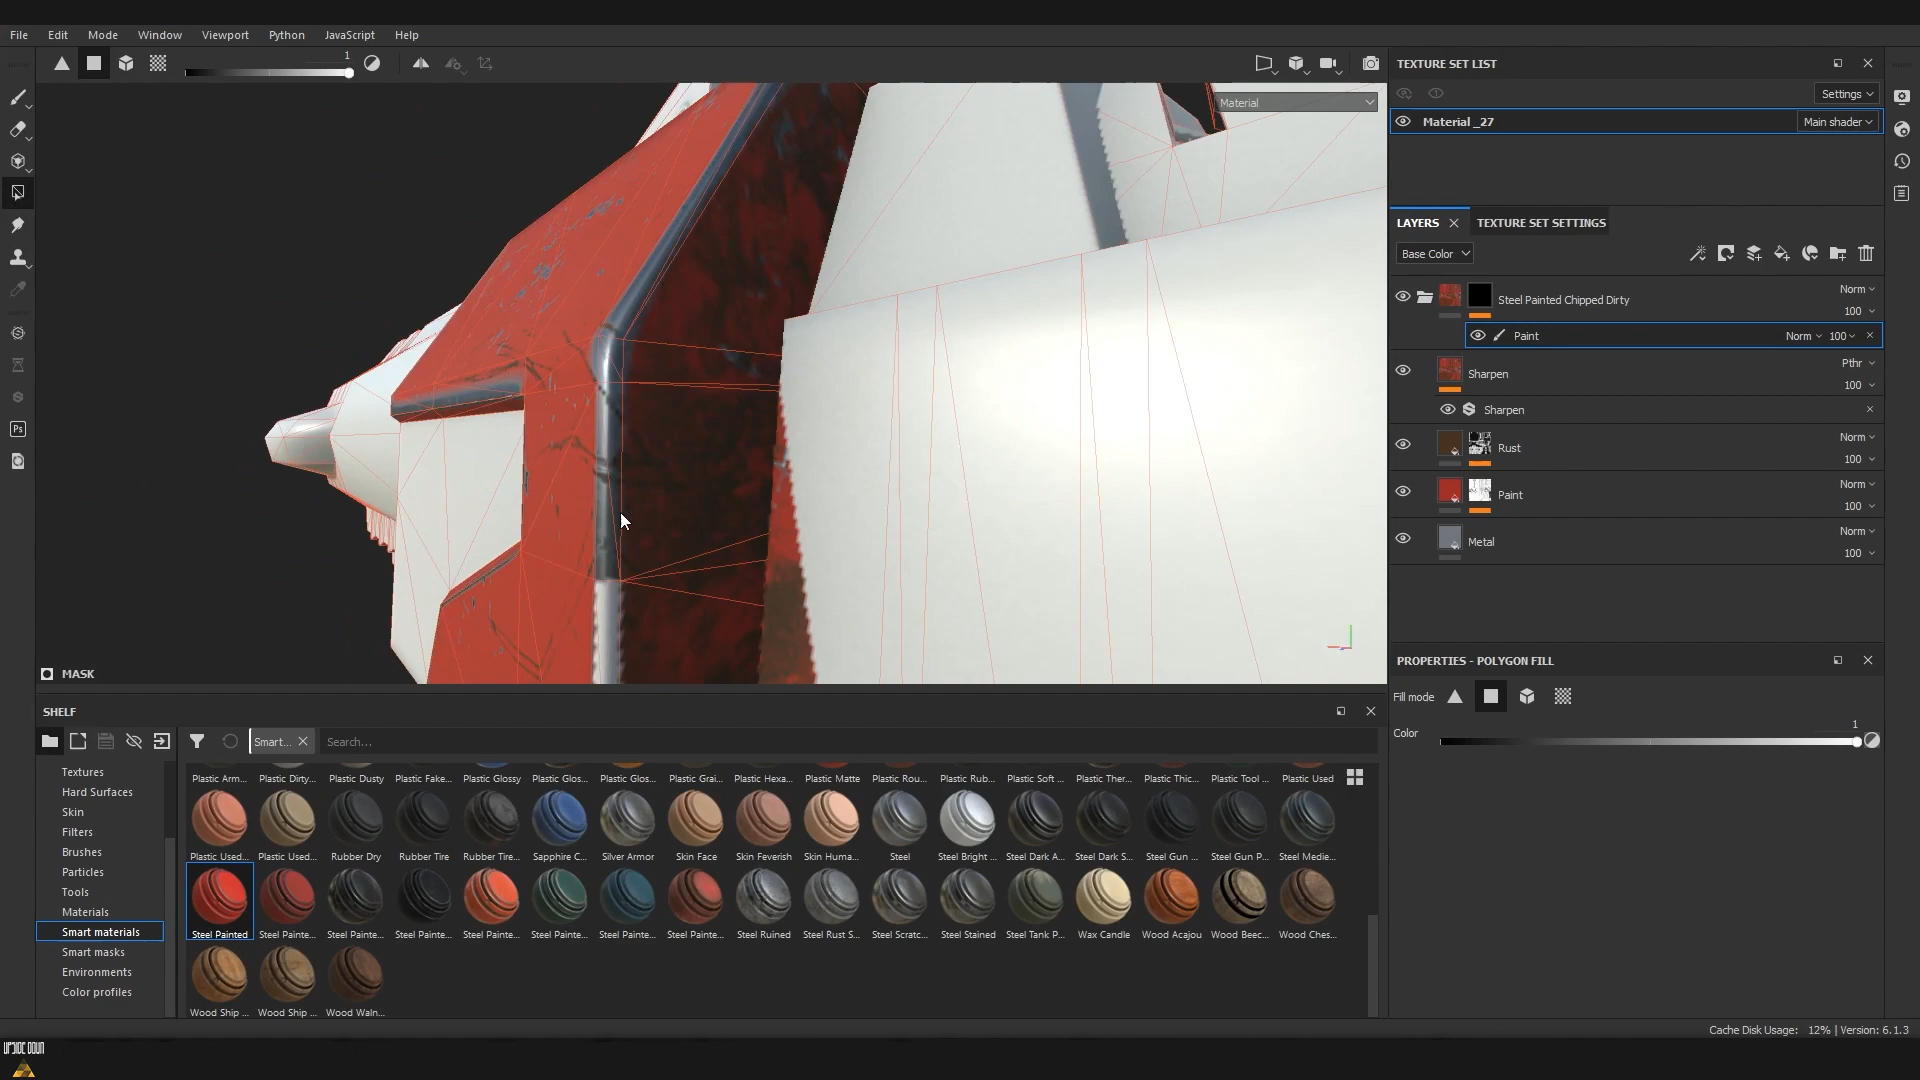 File Edit Mode Window Viewport Python JavaScript Help
1
Material
TEXTURE SET LIST
Settings
Material _27
Main shader
LAYERS
TEXTURE SET SETTINGS
Base Color
Steel Painted Chipped Dirty
Norm
100
Paint
Norm
100
Sharpen
Pthr
100
Sharpen
Rust
Norm
100
Paint
Norm
100
Metal
Norm
100
MASK
PROPERTIES - POLYGON FILL
Fill mode
Color
1
Ps
SHELF
Smart...
Search...
Textures
Hard Surfaces
Skin
Filters
Brushes
Particles
Tools
Materials
Smart materials
Smart masks
Environments
Color profiles
Plastic Arm... Plastic Dirty... Plastic Dusty Plastic Fake... Plastic Glossy Plastic Glos... Plastic Glos... Plastic Grai... Plastic Hexa... Plastic Matte Plastic Rou... Plastic Rub... Plastic Soft ... Plastic Ther... Plastic Thic... Plastic Tool ... Plastic Used
Plastic Used... Plastic Used... Rubber Dry Rubber Tire Rubber Tire... Sapphire C... Silver Armor Skin Face Skin Feverish Skin Huma... Steel Steel Bright ... Steel Dark A... Steel Dark S... Steel Gun ... Steel Gun P... Steel Medie...
Steel Painted Steel Painte... Steel Painte... Steel Painte... Steel Painte... Steel Painte... Steel Painte... Steel Painte... Steel Ruined Steel Rust S... Steel Scratc... Steel Stained Steel Tank P... Wax Candle Wood Acajou Wood Beec... Wood Ches...
Wood Ship ... Wood Ship ... Wood Waln...
Cache Disk Usage: 12% | Version: 6.1.3
UPSIDE DOWN